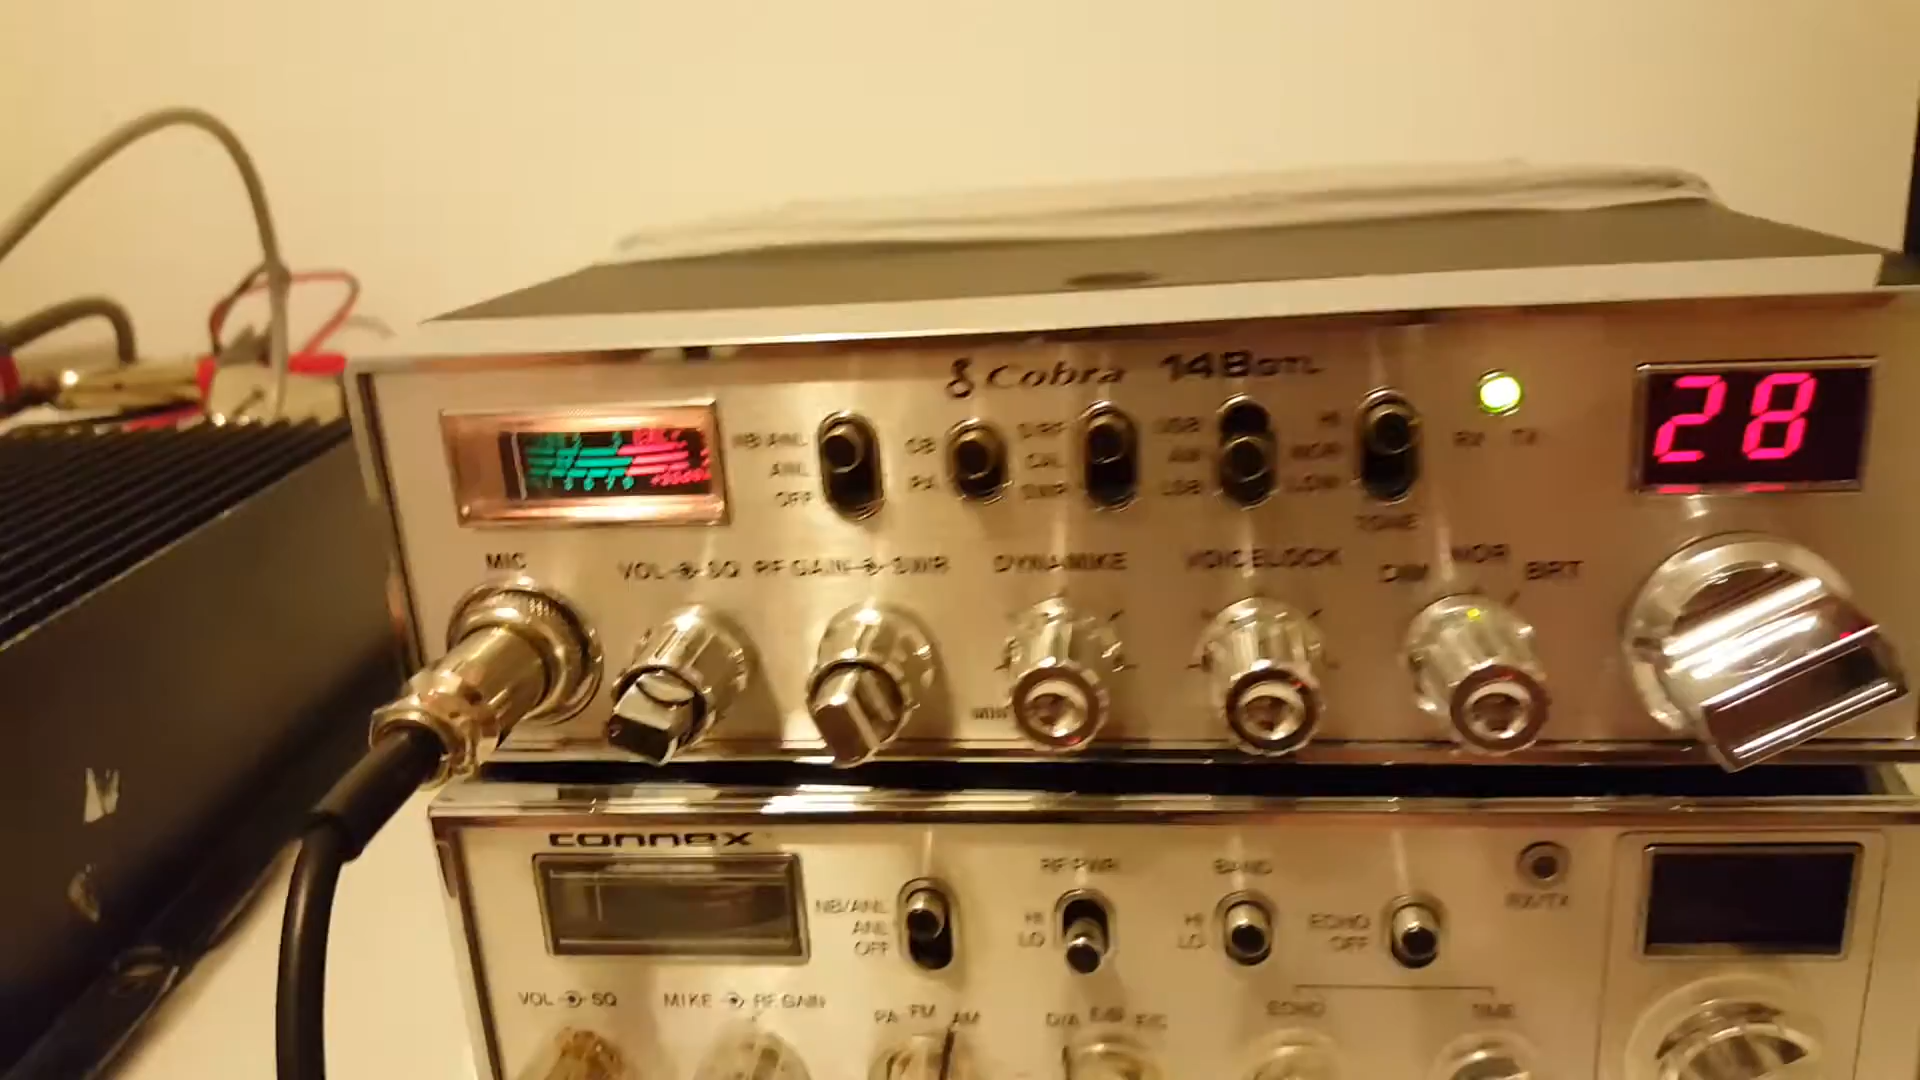 Cobra 148GTL
28
NB/ANL
ANL
OFF
CB
PA
S/RF
CAL
SWR
USB
AM
LSB
HI
NOR
LOW
TONE
RX TX
MIC
VOL SQ
RF GAIN SWR
DYNAMIKE
VOICE LOCK
DIM NOR BRT
MIN
connex
NB/ANL
ANL
OFF
RF PWR
HI
LO
BAND
HI
LO
ECHO
OFF
RX/TX
VOL SQ
MIKE RF GAIN
PA FM AM
ECHO
TIME